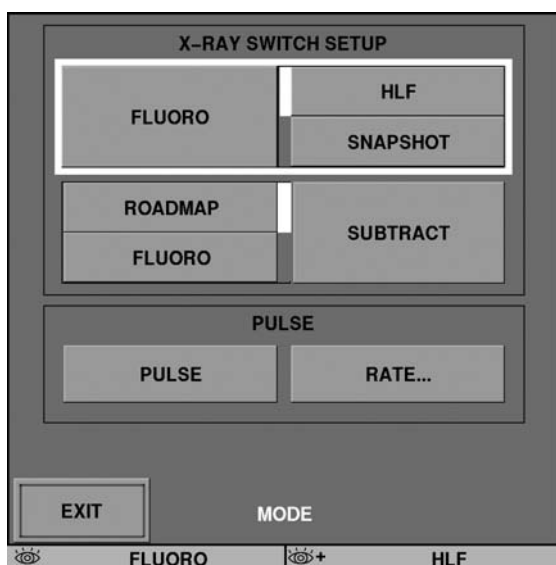 X-RAY SWITCH SETUP
FLUORO
HLF
SNAPSHOT
ROADMAP
FLUORO
SUBTRACT
PULSE
PULSE
RATE...
EXIT
MODE
FLUORO
+
HLF